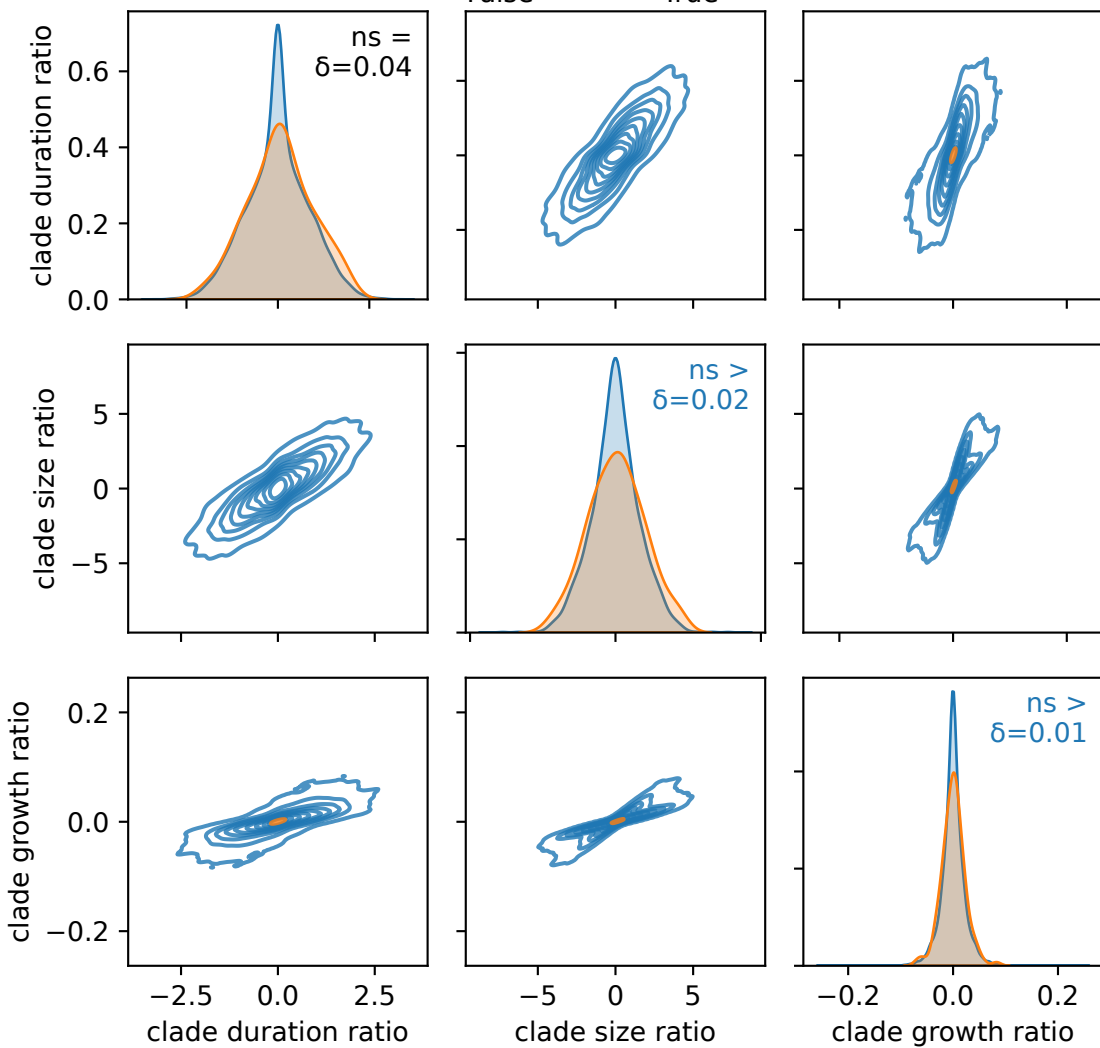 clade duration ratio
0.6
0.4
0.2
0.0
ns =
δ=0.04
clade size ratio
5
0
−5
ns >
δ=0.02
clade growth ratio
0.2
0.0
−0.2
ns >
δ=0.01
−2.5 0.0 2.5
−5 0 5
−0.2 0.0 0.2
clade duration ratio
clade size ratio
clade growth ratio